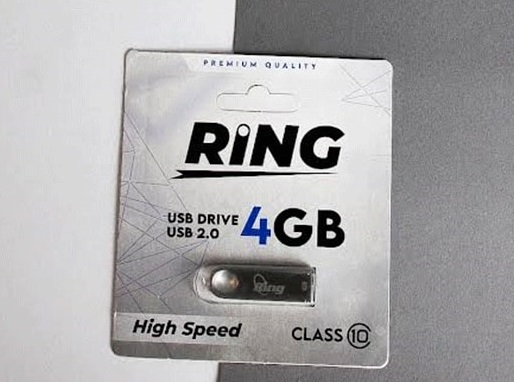 PREMIUM QUALITY
RiNG
USB DRIVE 4GB
USB 2.0
Ring
High Speed
CLASS 10